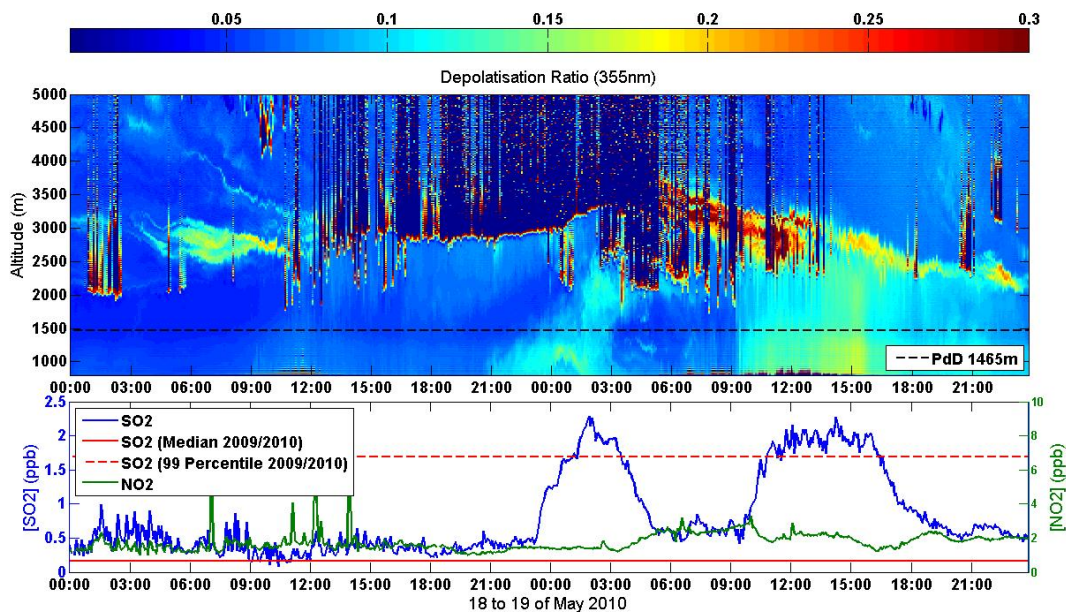 0.05 0.1 0.15 0.2 0.25 0.3
Depolatisation Ratio (355nm)
Altitude (m)
5000
4500
4000
3500
3000
2500
2000
1500
1000
PdD 1465m
00:00 03:00 06:00 09:00 12:00 15:00 18:00 21:00 00:00 03:00 06:00 09:00 12:00 15:00 18:00 21:00
[SO2] (ppb)
2.5
2
1.5
1
0.5
0
SO2
SO2 (Median 2009/2010)
SO2 (99 Percentile 2009/2010)
NO2
10
8
6
4
2
0
[NO2] (ppb)
00:00 03:00 06:00 09:00 12:00 15:00 18:00 21:00 00:00 03:00 06:00 09:00 12:00 15:00 18:00 21:00
18 to 19 of May 2010